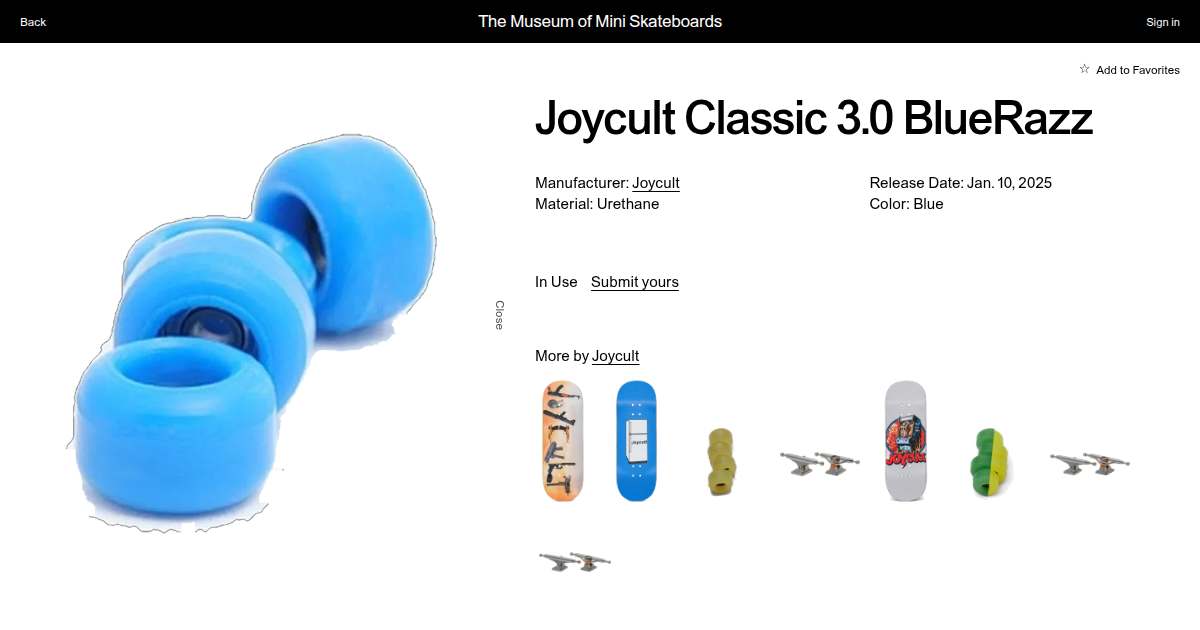 Back
The Museum of Mini Skateboards
Sign in
☆ Add to Favorites
Joycult Classic 3.0 BlueRazz
Manufacturer: Joycult
Release Date: Jan. 10, 2025
Material: Urethane
Color: Blue
In Use Submit yours
Close
More by Joycult
Joycult